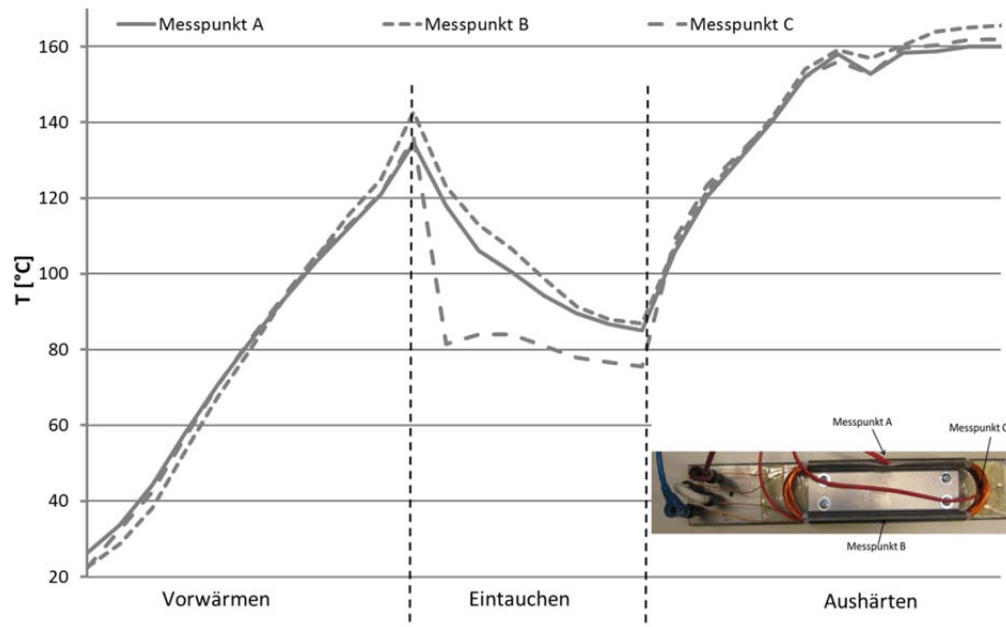 Messpunkt A
Messpunkt B
Messpunkt C
T [°C]
160
140
120
100
80
60
40
20
Messpunkt A
Messpunkt C
Messpunkt B
Vorwärmen
Eintauchen
Aushärten